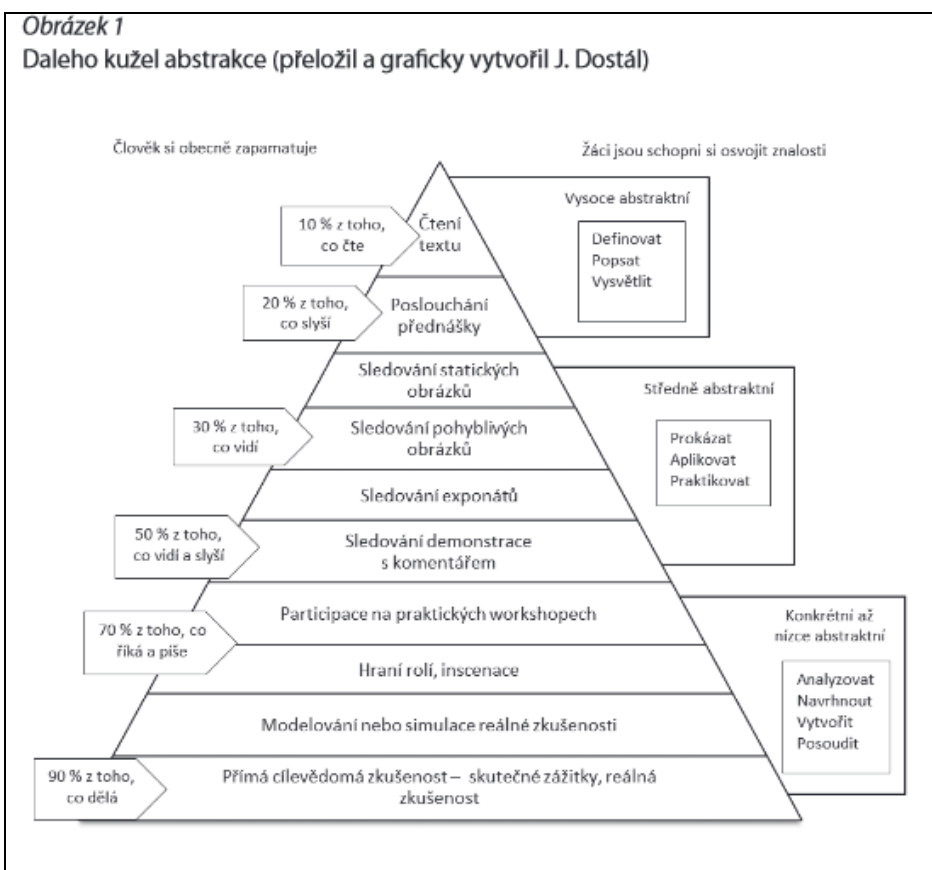 Obrázek 1
Daleho kužel abstrakce (přeložil a graficky vytvořil J. Dostál)
Člověk si obecně zapamatuje
Žáci jsou schopni si osvojit znalosti
10 % z toho,
co čte
Čtení
textu
Vysoce abstraktní
Definovat
Popsat
Vysvětlit
20 % z toho,
co slyší
Poslouchání
přednášky
Sledování statických
obrázků
Středně abstraktní
Prokázat
Aplikovat
Praktikovat
30 % z toho,
co vidí
Sledování pohyblivých
obrázků
Sledování exponátů
50 % z toho,
co vidí a slyší
Sledování demonstrace
s komentářem
Participace na praktických workshopech
Konkrétní až
nízce abstraktní
Analyzovat
Navrhnout
Vytvořit
Posoudit
70 % z toho, co
říká a píše
Hraní rolí, inscenace
Modelování nebo simulace reálné zkušenosti
90 % z toho,
co dělá
Přímá cílevědomá zkušenost – skutečné zážitky, reálná
zkušenost